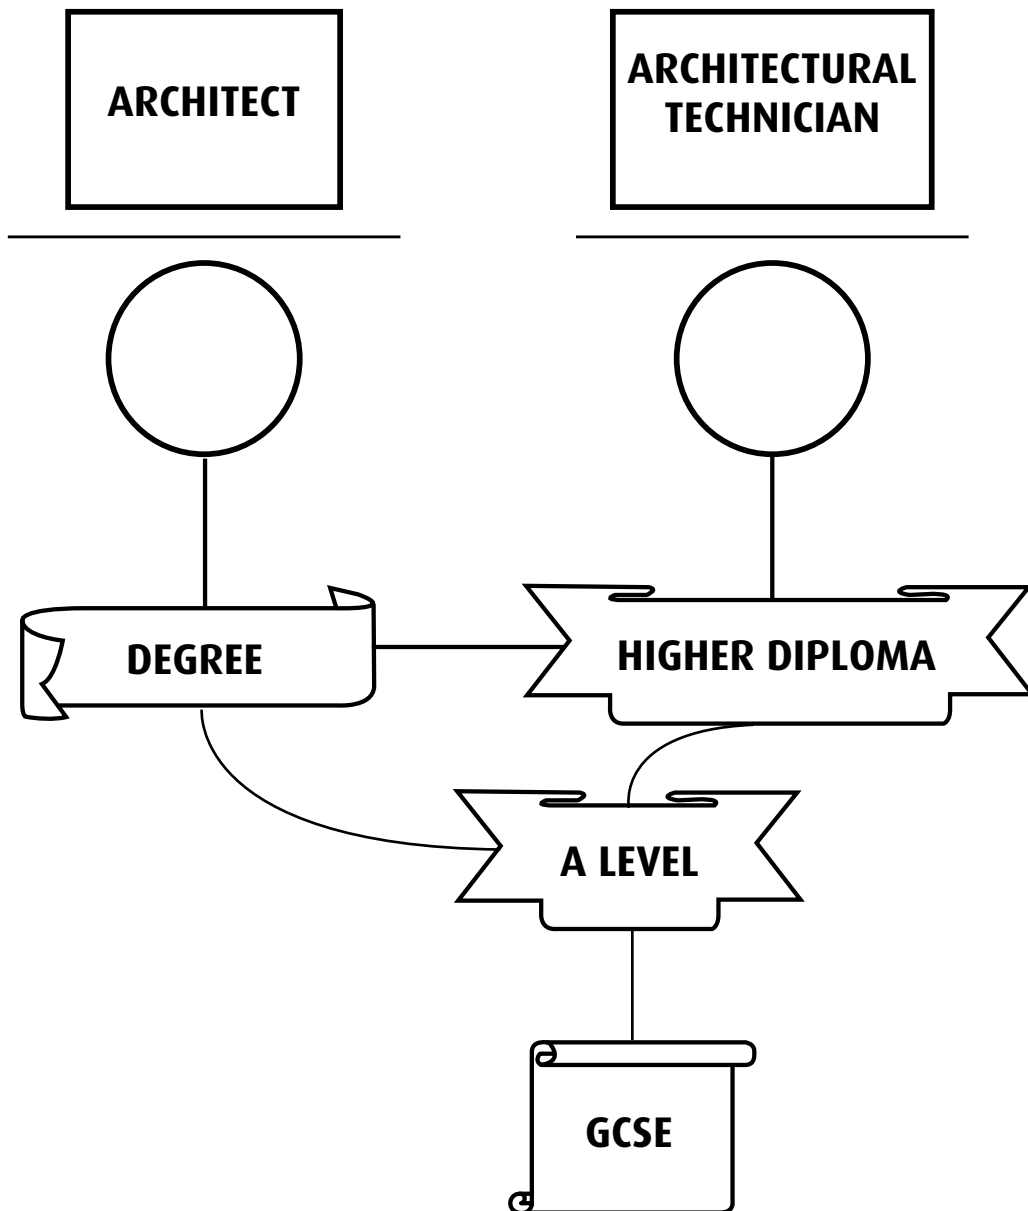 ARCHITECT
ARCHITECTURAL
TECHNICIAN
DEGREE
HIGHER DIPLOMA
A LEVEL
GCSE